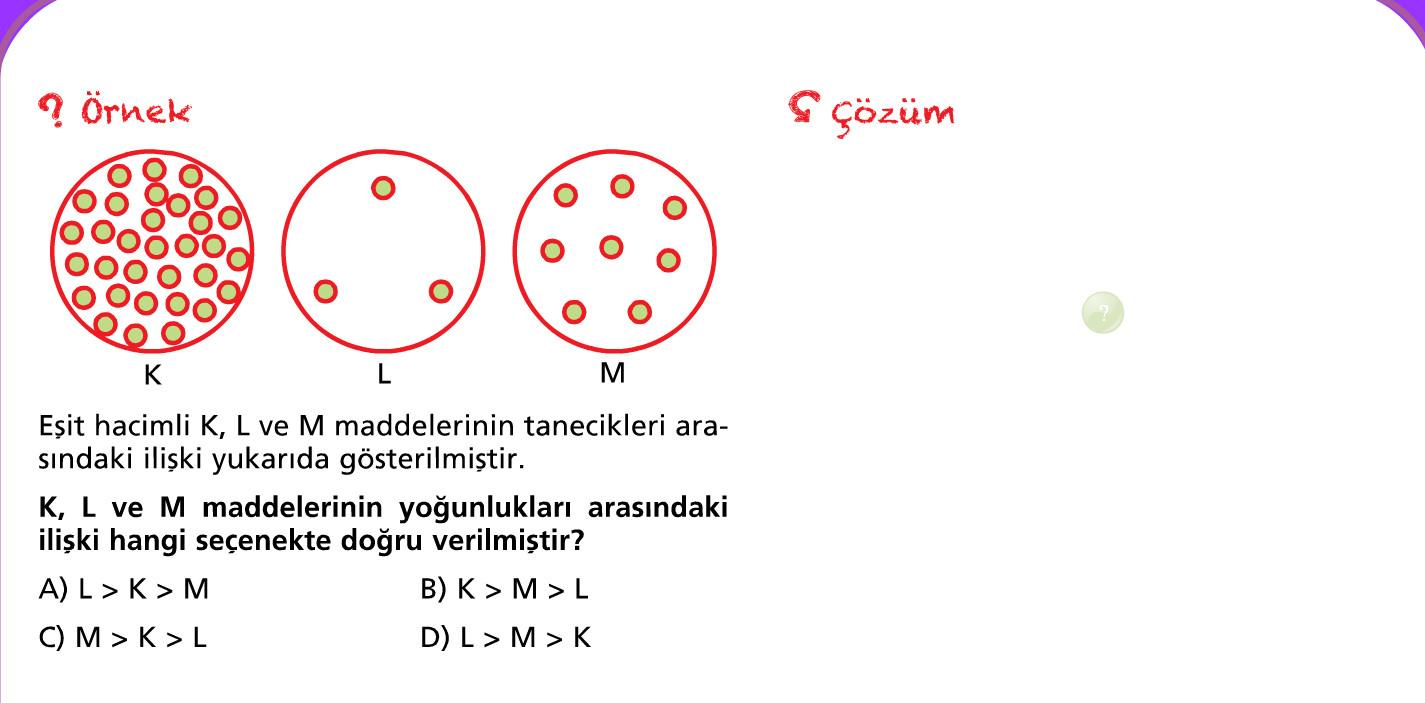 ? Örnek
Çözüm
K
L
M
?
Eşit hacimli K, L ve M maddelerinin tanecikleri ara-
sındaki ilişki yukarıda gösterilmiştir.
K, L ve M maddelerinin yoğunlukları arasındaki
ilişki hangi seçenekte doğru verilmiştir?
A) L > K > M
B) K > M > L
C) M > K > L
D) L > M > K